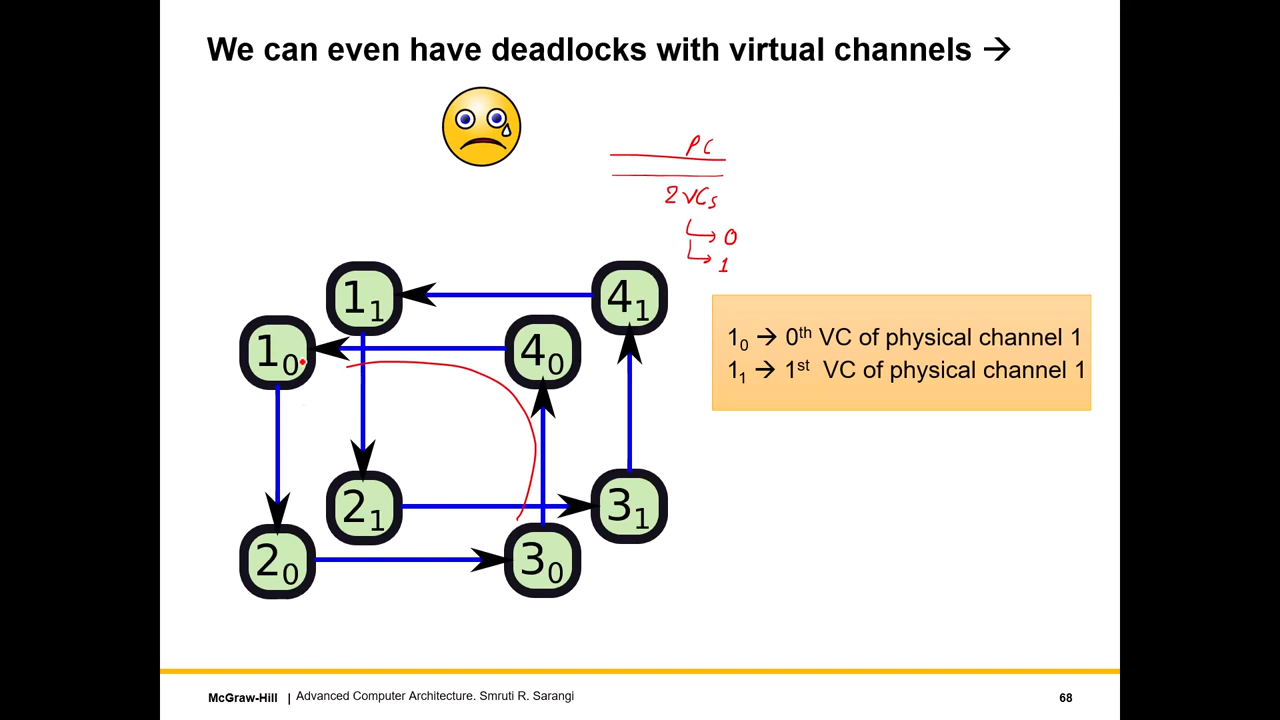 We can even have deadlocks with virtual channels →
PC
2 VCs
↳ 0
↳ 1
1₁
4₁
1₀
4₀
1₀ → 0ᵗʰ VC of physical channel 1
1₁ → 1ˢᵗ VC of physical channel 1
2₁
3₁
2₀
3₀
McGraw-Hill | Advanced Computer Architecture. Smruti R. Sarangi
68